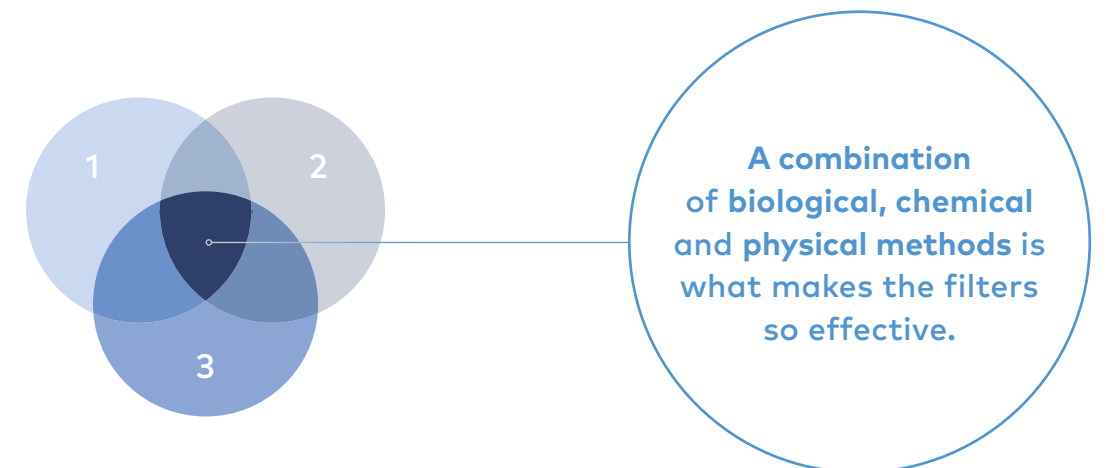 1
2
3
A combination
of biological, chemical
and physical methods is
what makes the filters
so effective.